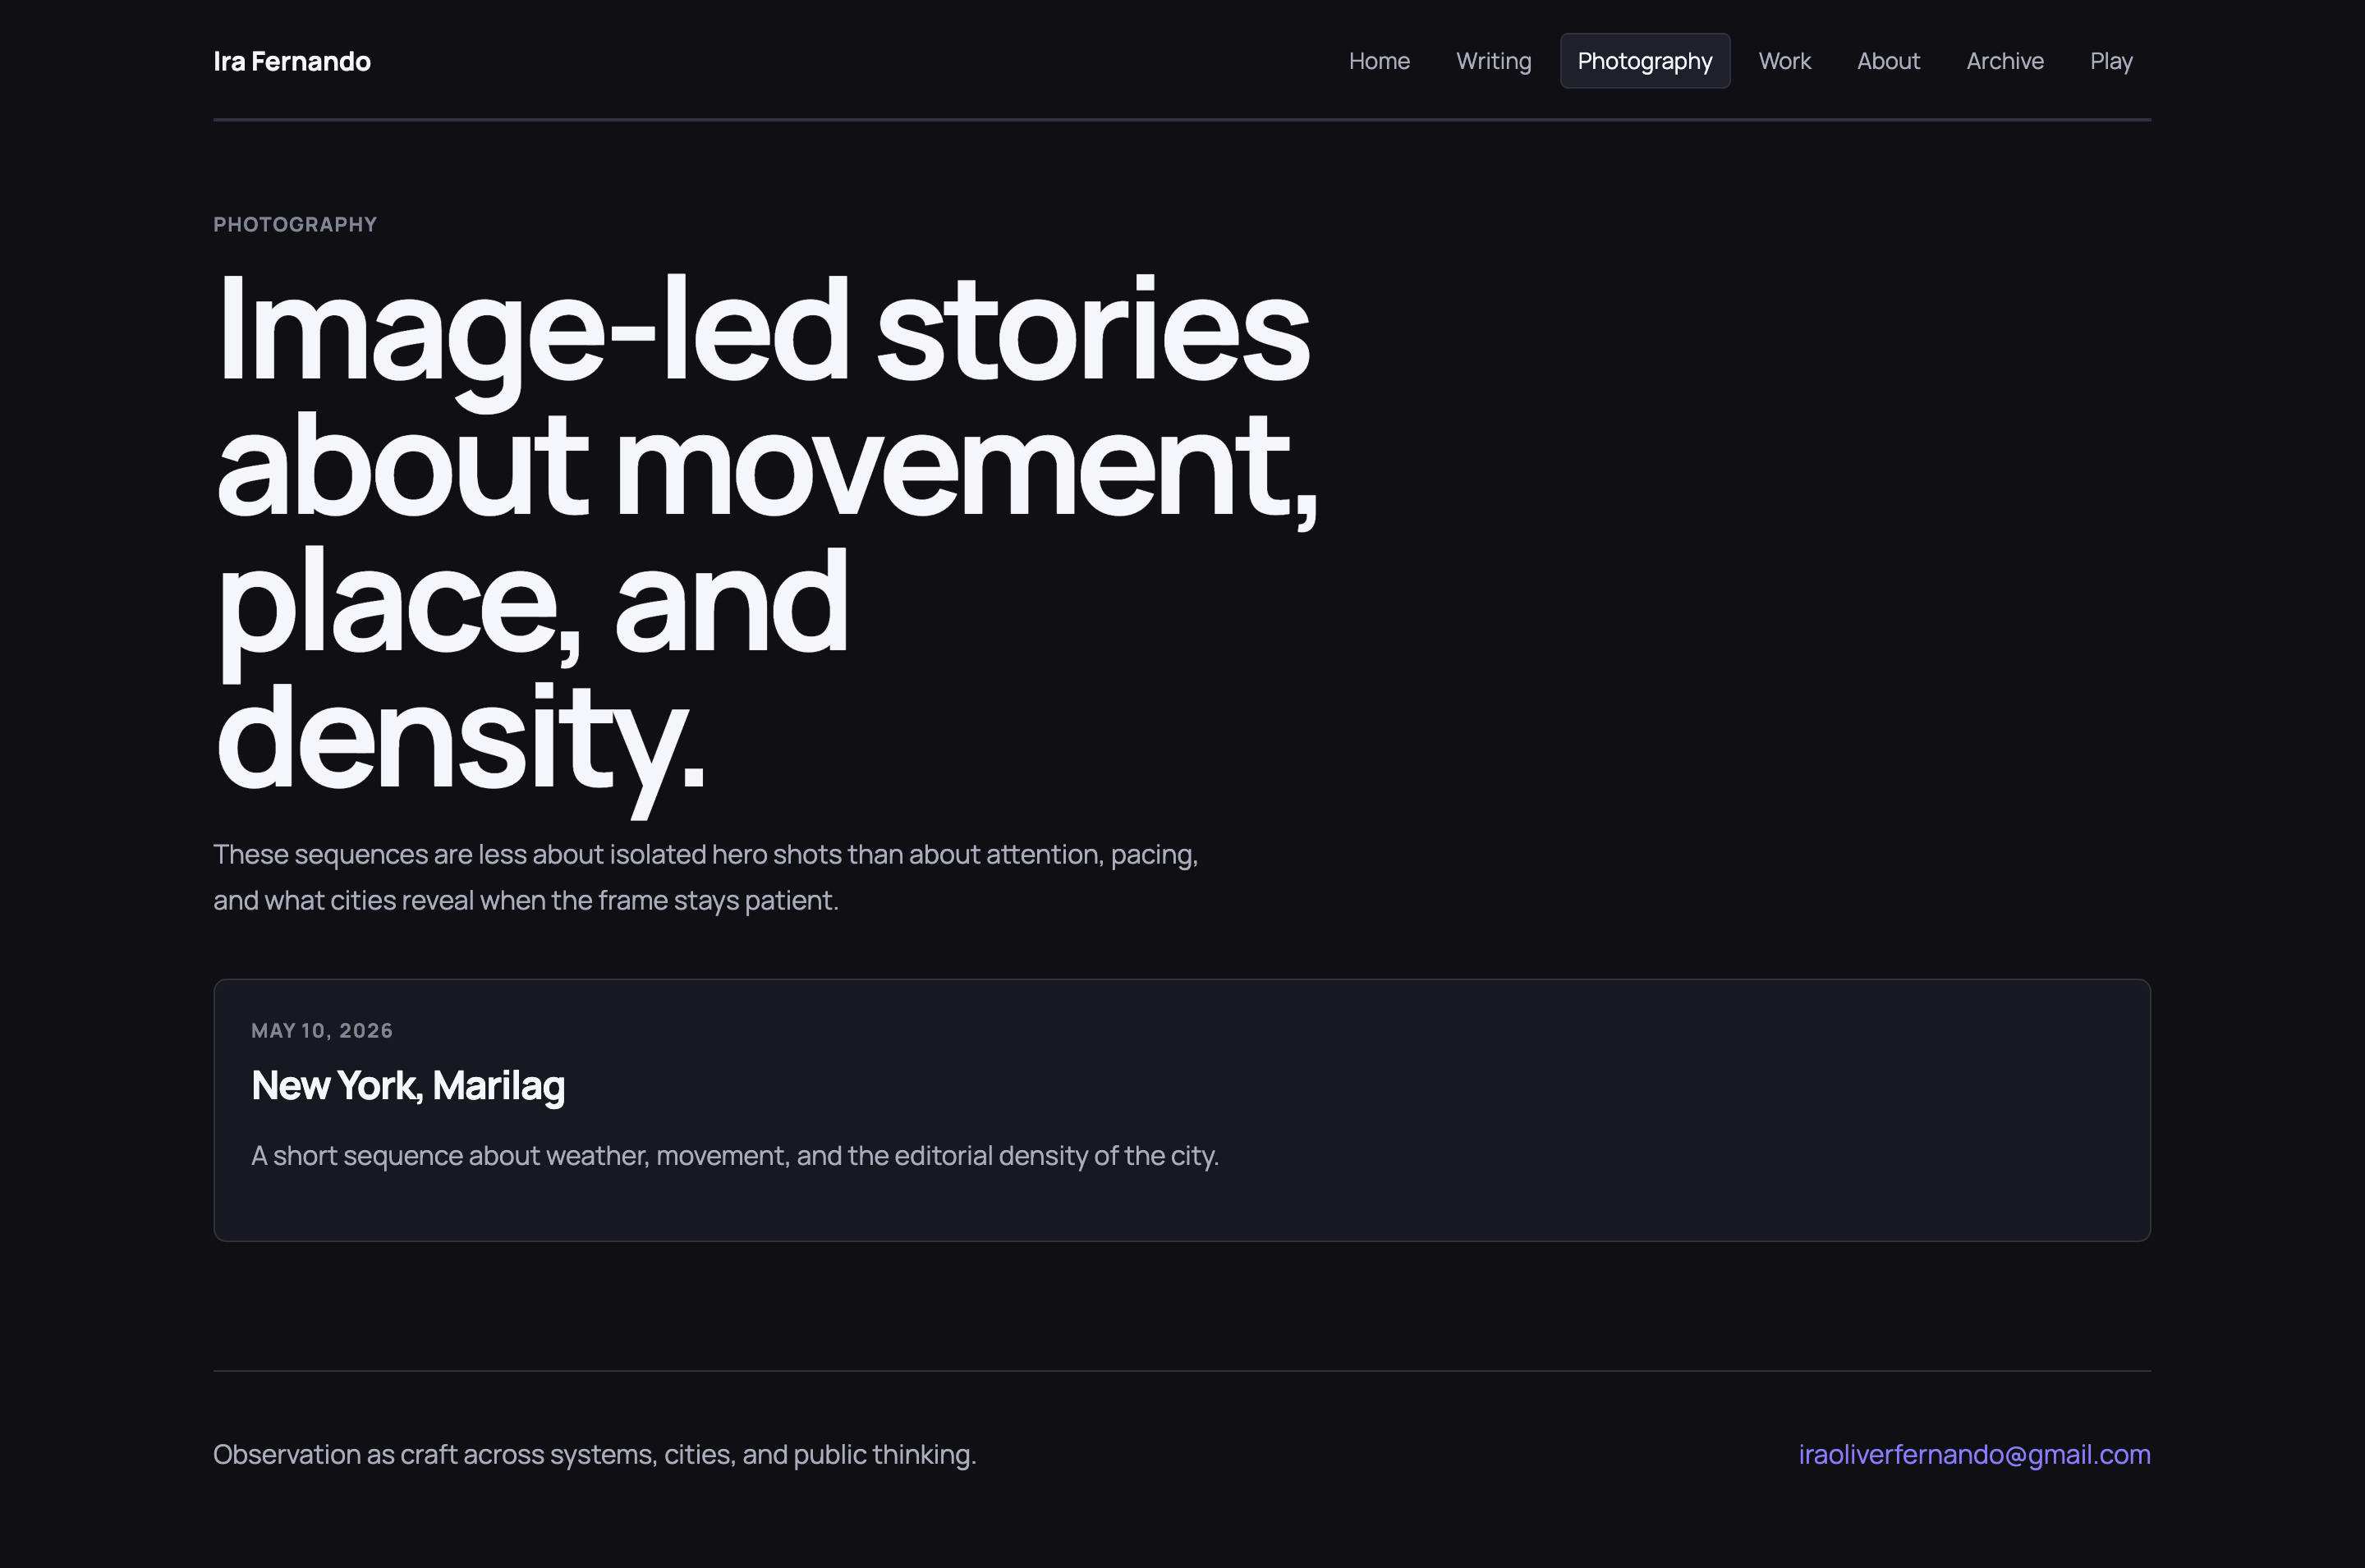 Ira Fernando
Home Writing Photography Work About Archive Play
PHOTOGRAPHY
Image-led stories
about movement,
place, and
density.
These sequences are less about isolated hero shots than about attention, pacing,
and what cities reveal when the frame stays patient.
MAY 10, 2026
New York, Marilag
A short sequence about weather, movement, and the editorial density of the city.
Observation as craft across systems, cities, and public thinking.
iraoliverfernando@gmail.com